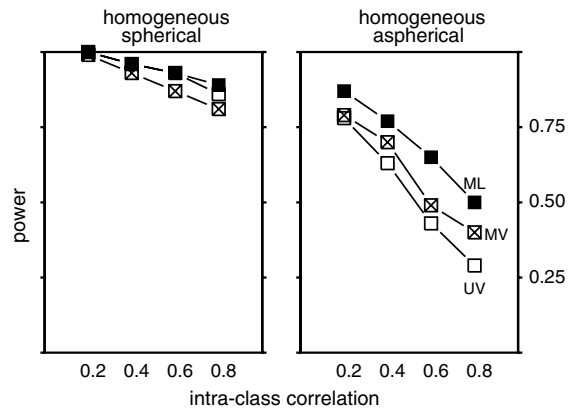 homogeneous
spherical
homogeneous
aspherical
power
0.75
0.50
0.25
ML
MV
UV
0.2 0.4 0.6 0.8
0.2 0.4 0.6 0.8
intra-class correlation